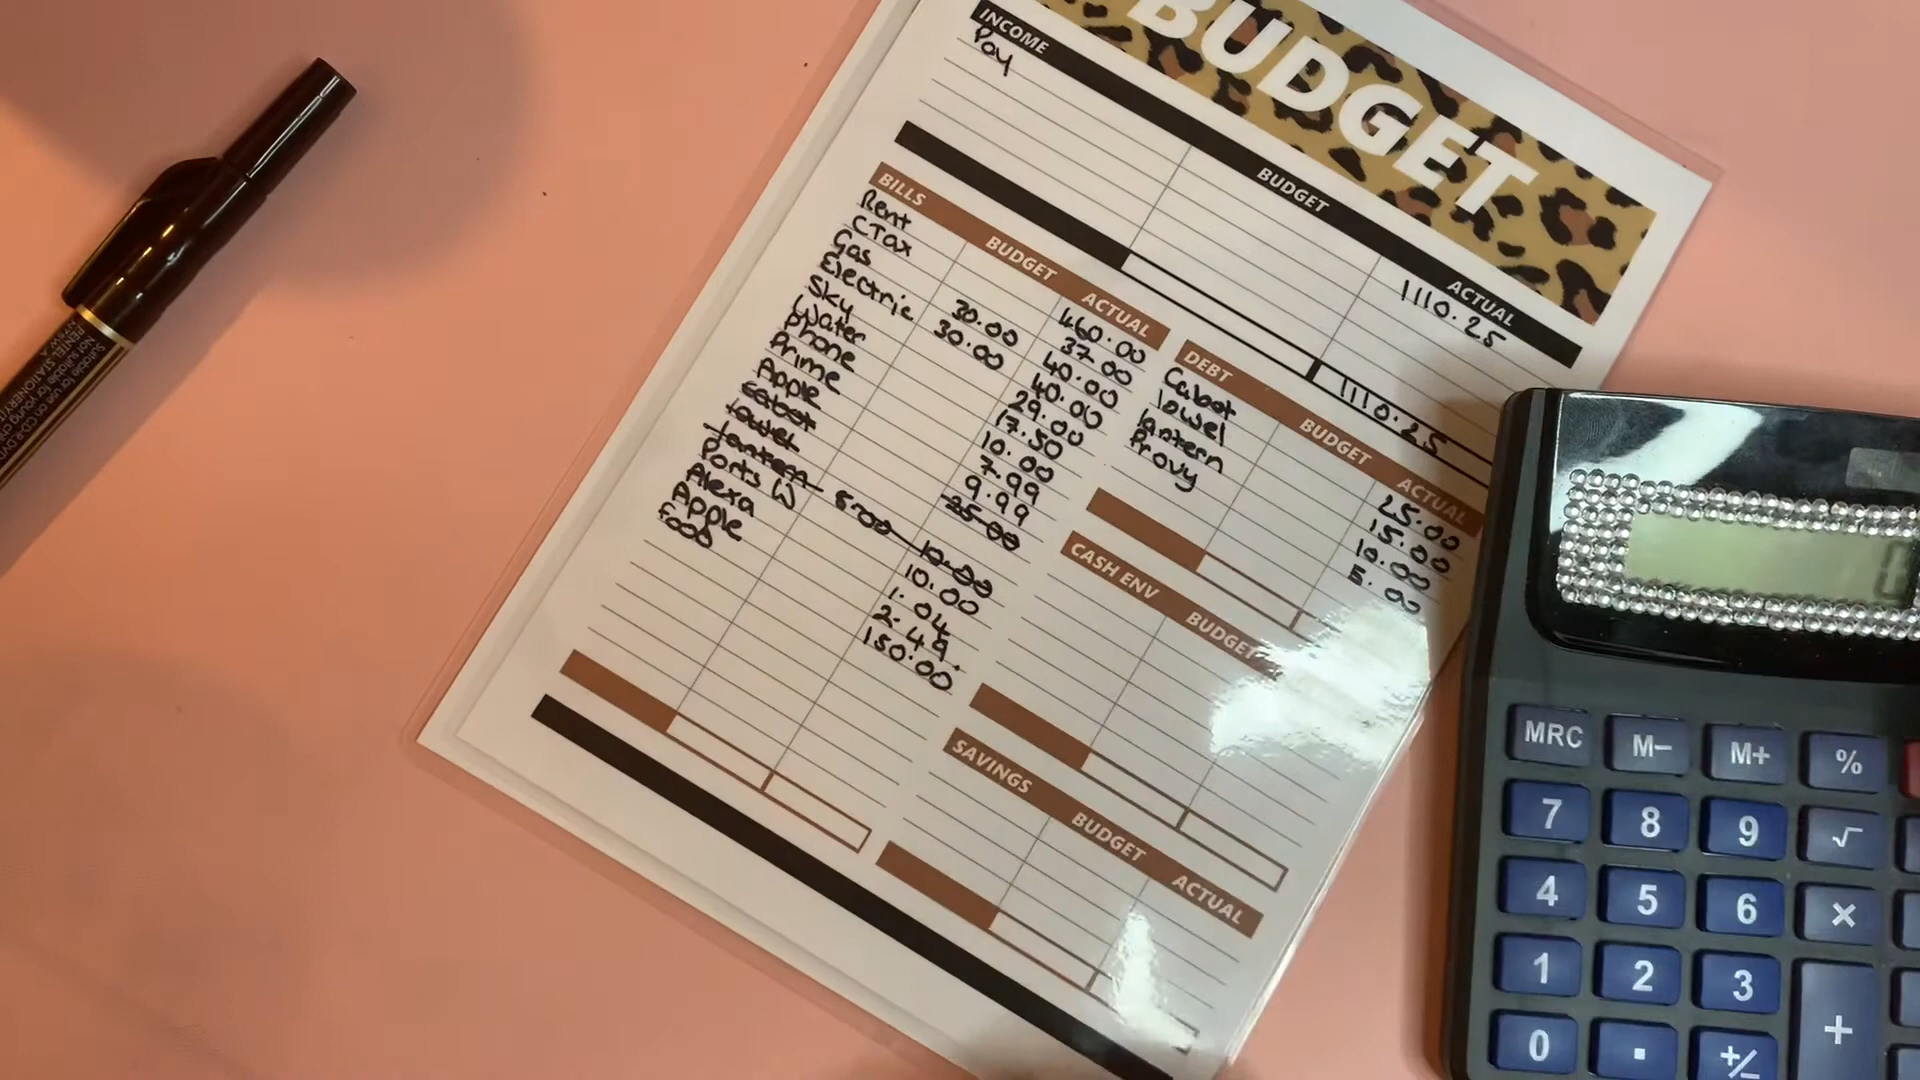 BUDGET
INCOME BUDGET ACTUAL
Pay 1110.25
1110.25
BILLS BUDGET ACTUAL
Rent 460.00
CTax 37.00
Gas 30.00 40.00
Electric 30.00 40.00
Sky 29.00
Water 17.50
Phone 10.00
Prime 7.99
Apple 9.99
Cabot 25.00
lowel
lantern 10.00
Ports W 10.00
Alexa 1.04
Apple 2.49
food 150.00
DEBT BUDGET ACTUAL
Cabot 25.00
lowel 15.00
lantern 10.00
Provy 5.00
CASH ENV BUDGET
SAVINGS BUDGET ACTUAL
MRC M− M+ %
7 8 9 √
4 5 6 ×
1 2 3 +
0 . +/−